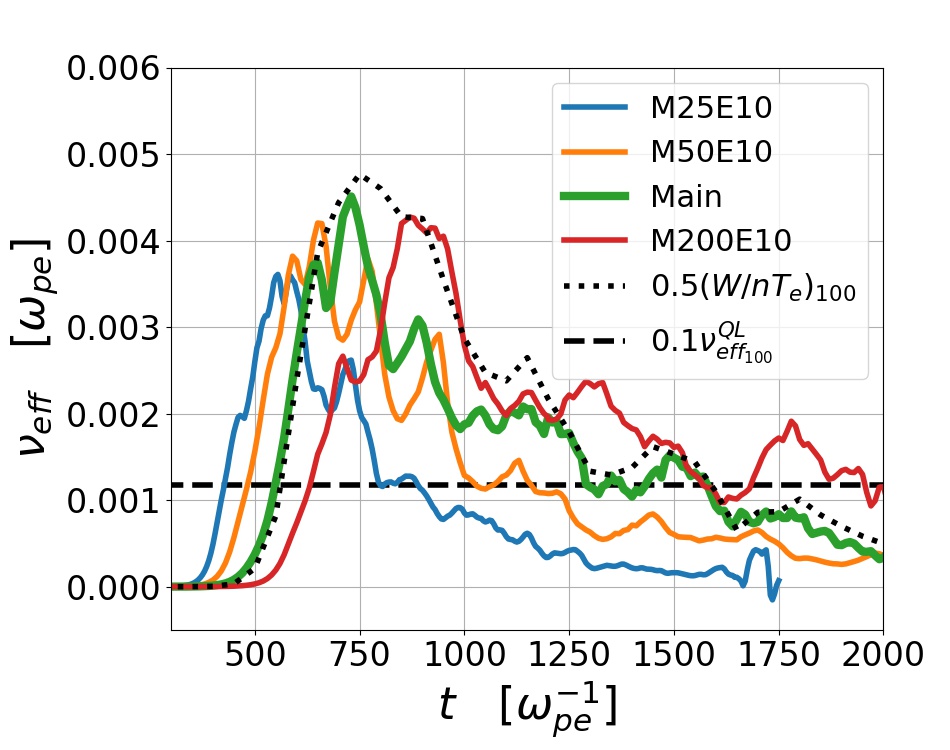 0.006
0.005
0.004
0.003
0.002
0.001
0.000
ν_eff [ω_pe]
M25E10
M50E10
Main
M200E10
0.5(W/nT_e)_100
0.1ν^QL_eff_100
500 750 1000 1250 1500 1750 2000
t [ω_pe^−1]